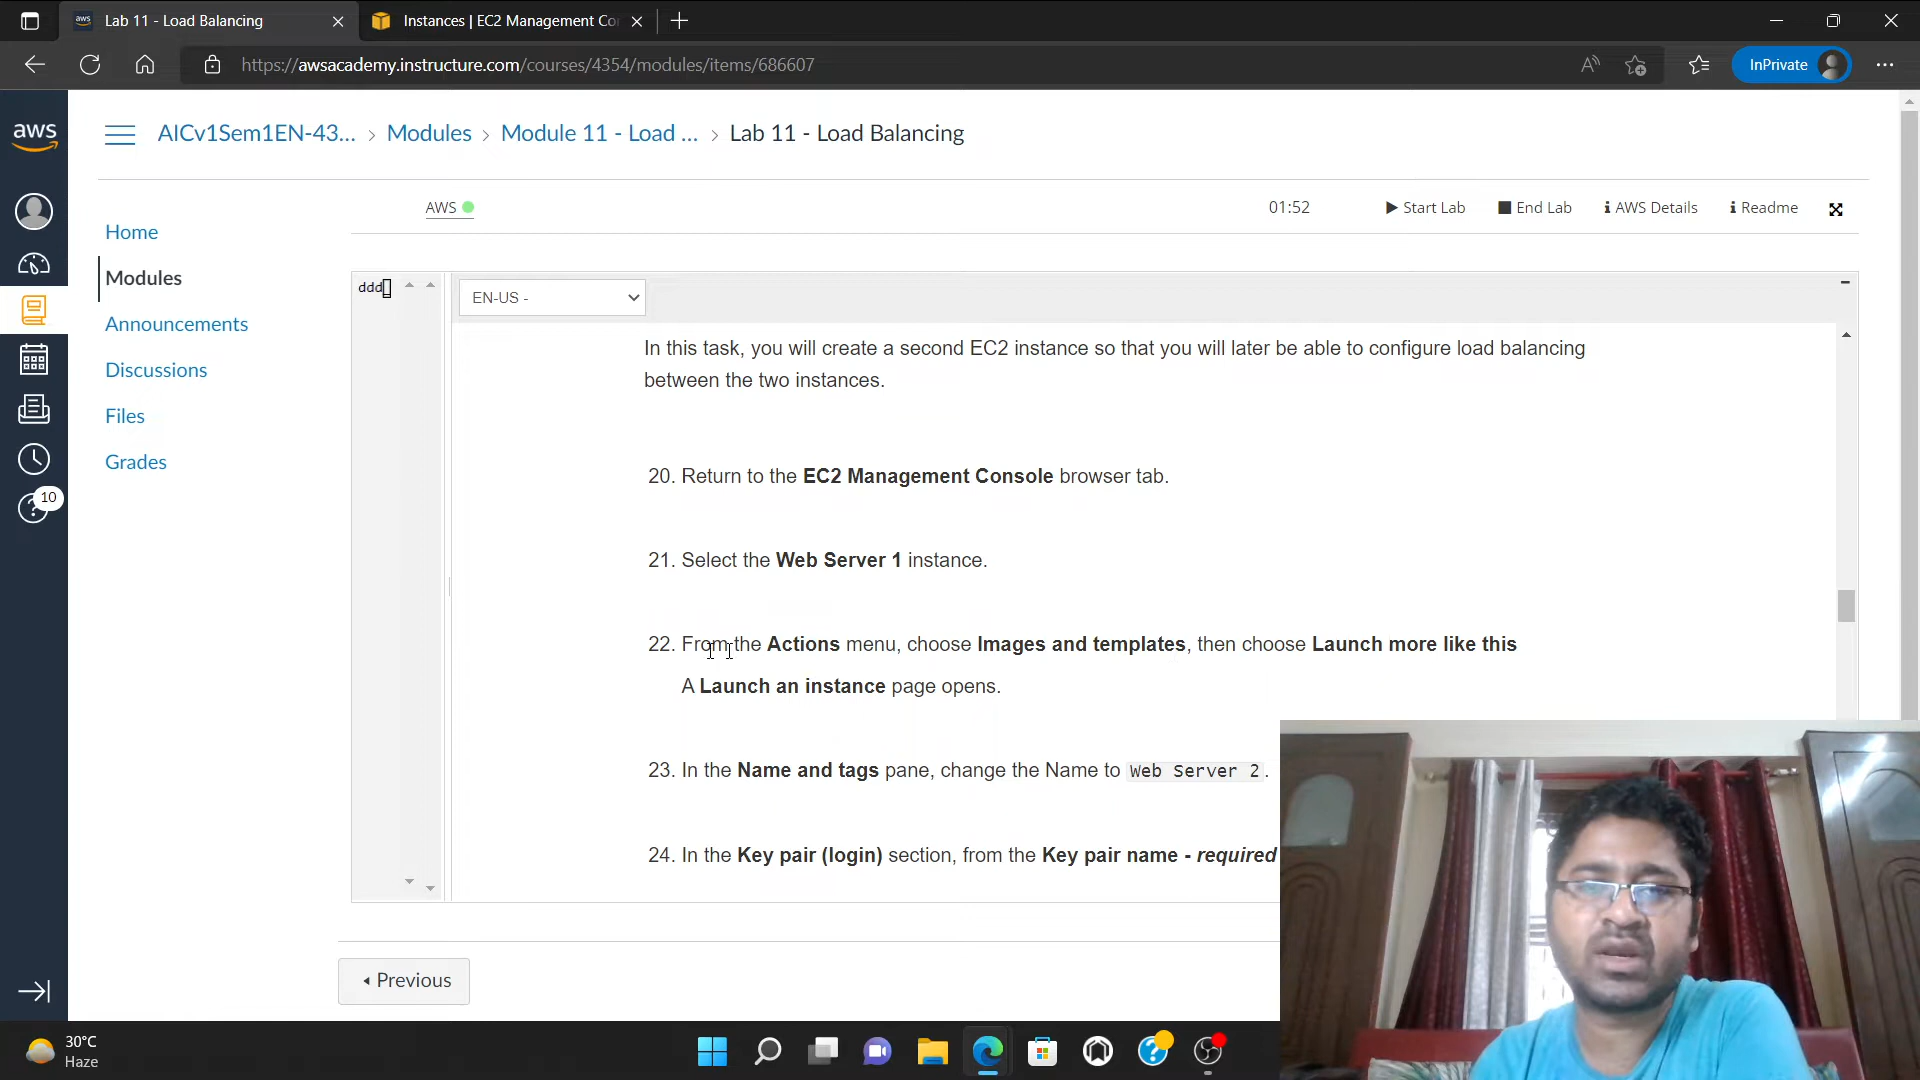 Lab 11 - Load Balancing
Instances | EC2 Management Co
https://awsacademy.instructure.com/courses/4354/modules/items/686607
InPrivate
aws
AICv1Sem1EN-43... > Modules > Module 11 - Load ... > Lab 11 - Load Balancing
AWS
01:52
Start Lab
End Lab
AWS Details
Readme
Home
Modules
Announcements
Discussions
Files
Grades
10
ddd
EN-US -
In this task, you will create a second EC2 instance so that you will later be able to configure load balancing
between the two instances.
20. Return to the EC2 Management Console browser tab.
21. Select the Web Server 1 instance.
22. From the Actions menu, choose Images and templates, then choose Launch more like this
A Launch an instance page opens.
23. In the Name and tags pane, change the Name to Web Server 2.
24. In the Key pair (login) section, from the Key pair name - required
Previous
30°C
Haze